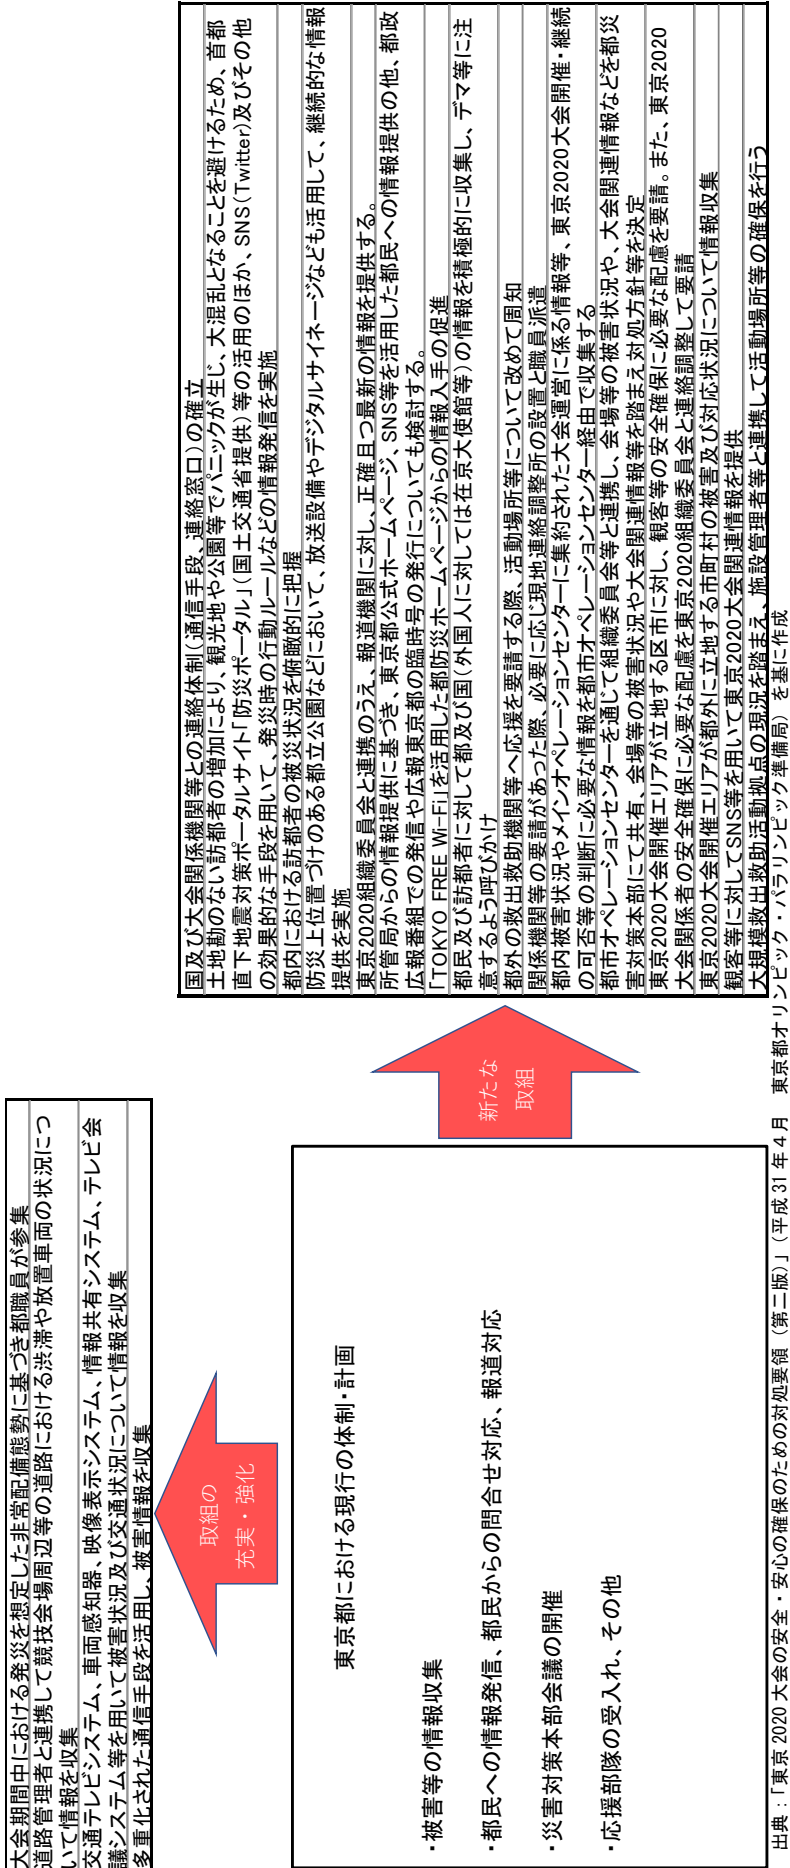 大会期間中における発災を想定した非常配備態勢に基づき都職員が参集
道路管理者と連携して競技会場周辺等の道路における渋滞や放置車両の状況につ
いて情報を収集
交通テレビシステム、車両感知器、映像表示システム、情報共有システム、テレビ会
議システム等を用いて被害状況及び交通状況について情報を収集
多重化された通信手段を活用し、被害情報を収集
取組の
充実・強化
東京都における現行の体制・計画
・被害等の情報収集
・都民への情報発信、都民からの問合せ対応、報道対応
・災害対策本部会議の開催
・応援部隊の受入れ、その他
新たな
取組
国及び大会関係機関等との連絡体制（通信手段、連絡窓口）の確立
土地勘のない訪都者の増加により、観光地や公園等でパニックが生じ、大混乱となることを避けるため、首都
直下地震対策ポータルサイト「防災ポータル」（国土交通省提供）等の活用のほか、SNS（Twitter)及びその他
の効果的な手段を用いて、発災時の行動ルールなどの情報発信を実施
都内における訪都者の被災状況を俯瞰的に把握
防災上位置づけのある都立公園などにおいて、放送設備やデジタルサイネージなども活用して、継続的な情報
提供を実施
東京2020組織委員会と連携のうえ、報道機関に対し、正確且つ最新の情報を提供する。
所管局からの情報提供に基づき、東京都公式ホームページ、SNS等を活用した都民への情報提供の他、都政
広報番組での発信や広報東京都の臨時号の発行についても検討する。
「TOKYO FREE Wi-Fi」を活用した都防災ホームページからの情報入手の促進
都民及び訪都者に対して都及び国（外国人に対しては在京大使館等）の情報を積極的に収集し、デマ等に注
意するよう呼びかけ
都外の救出救助機関等へ応援を要請する際、活動場所等について改めて周知
関係機関等の要請があった際、必要に応じ現地連絡調整所の設置と職員派遣
都内被害状況やメインオペレーションセンターに集約された大会運営に係る情報等、東京2020大会開催・継続
の可否等の判断に必要な情報を都市オペレーションセンター経由で収集する
都市オペレーションセンターを通じて組織委員会等と連携し、会場等の被害状況や、大会関連情報などを都災
害対策本部にて共有、会場等の被害状況や大会関連情報等を踏まえ対処方針等を決定
東京2020大会開催エリアが立地する区市に対し、観客等の安全確保に必要な配慮を要請。また、東京2020
大会関係者の安全確保に必要な配慮を東京2020組織委員会と連絡調整して要請
東京2020大会開催エリアが都外に立地する市町村の被害及び対応状況について情報収集
観客等に対してSNS等を用いて東京2020大会関連情報を提供
大規模救出救助活動拠点の現況を踏まえ、施設管理者等と連携して活動場所等の確保を行う
出典：「東京 2020 大会の安全・安心の確保のための対処要領（第二版）」（平成 31 年４月　東京都オリンピック・パラリンピック準備局）を基に作成